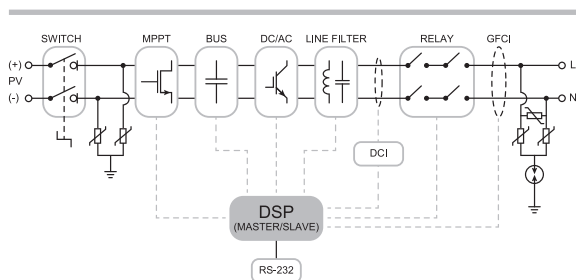 SWITCH MPPT BUS DC/AC LINE FILTER RELAY GFCI
(+) L
PV
(-) N
DCI
DSP
(MASTER/SLAVE)
RS-232